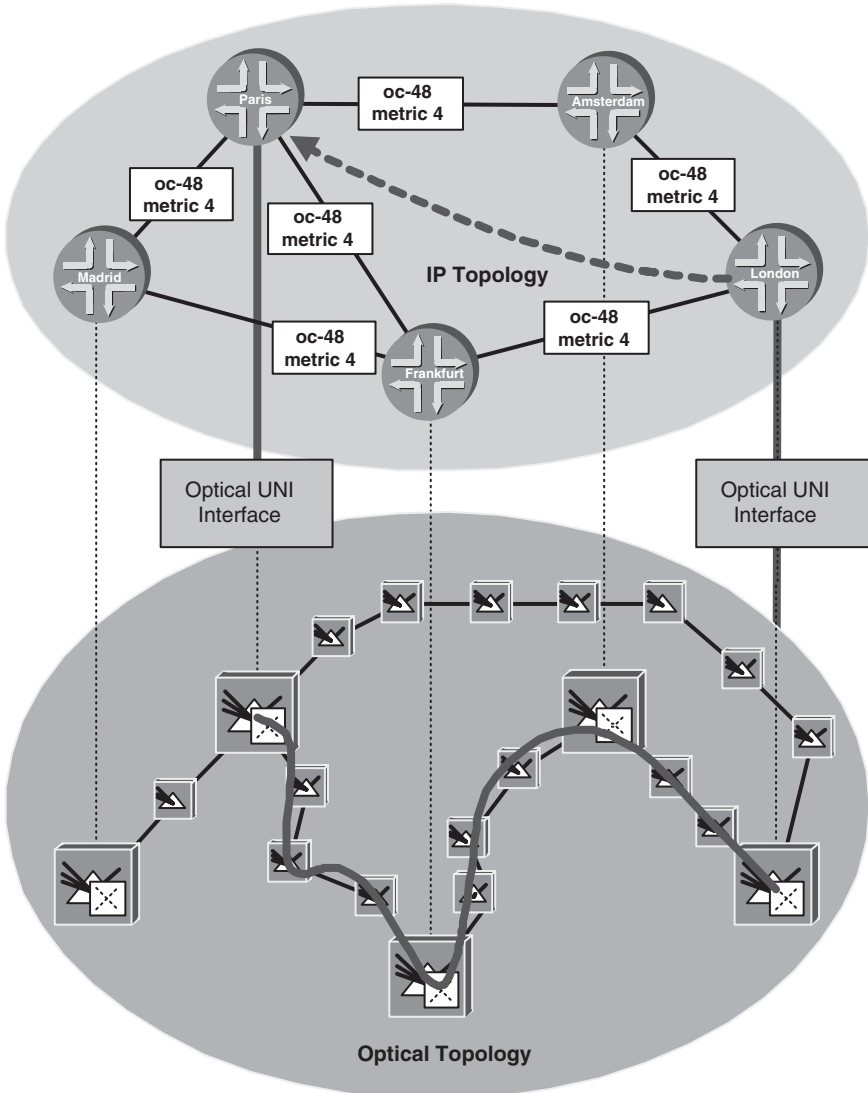 Paris
oc-48
metric 4
Amsterdam
oc-48
metric 4
oc-48
metric 4
oc-48
metric 4
Madrid
IP Topology
London
oc-48
metric 4
oc-48
metric 4
Frankfurt
Optical UNI
Interface
Optical UNI
Interface
Optical Topology